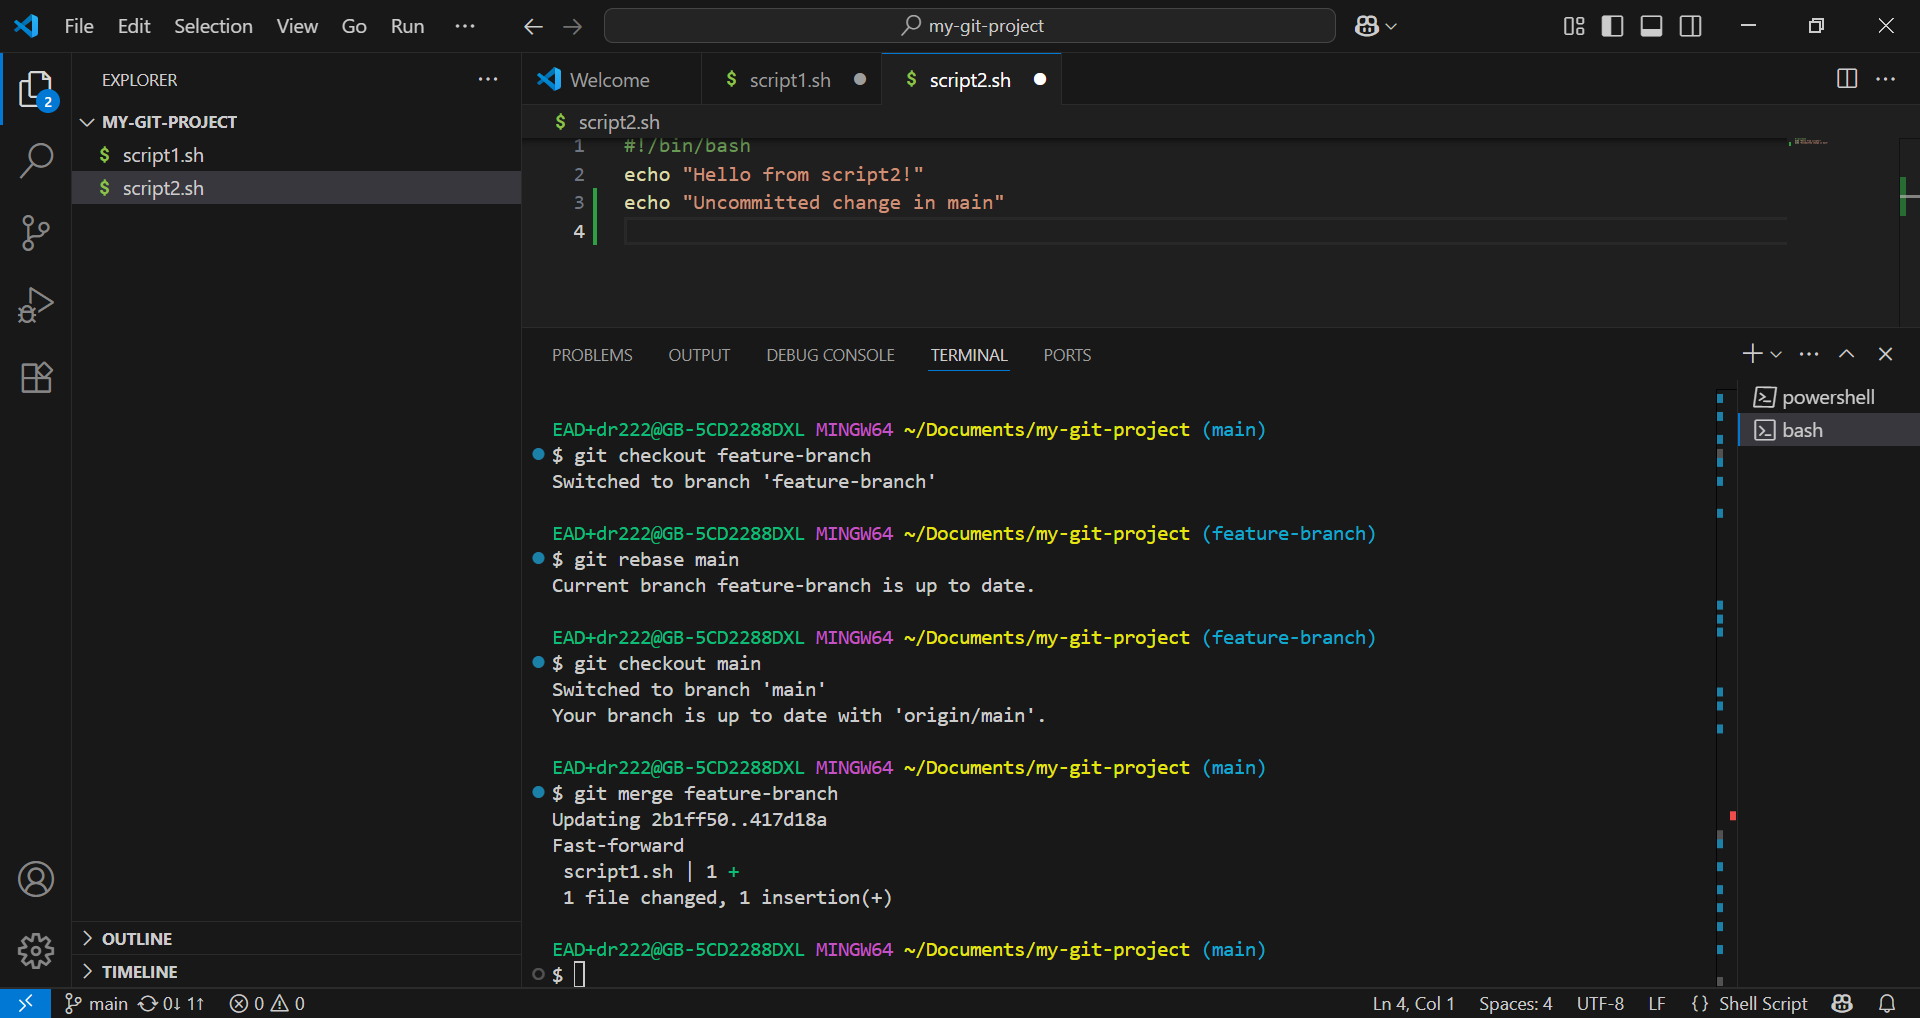 File Edit Selection View Go Run ··· my-git-project
EXPLORER ···
MY-GIT-PROJECT
$ script1.sh
$ script2.sh
OUTLINE
TIMELINE
2
Welcome $ script1.sh $ script2.sh
$ script2.sh
1 #!/bin/bash
2 echo "Hello from script2!"
3 echo "Uncommitted change in main"
4
PROBLEMS OUTPUT DEBUG CONSOLE TERMINAL PORTS
powershell
bash
EAD+dr222@GB-5CD2288DXL MINGW64 ~/Documents/my-git-project (main)
$ git checkout feature-branch
Switched to branch 'feature-branch'
EAD+dr222@GB-5CD2288DXL MINGW64 ~/Documents/my-git-project (feature-branch)
$ git rebase main
Current branch feature-branch is up to date.
EAD+dr222@GB-5CD2288DXL MINGW64 ~/Documents/my-git-project (feature-branch)
$ git checkout main
Switched to branch 'main'
Your branch is up to date with 'origin/main'.
EAD+dr222@GB-5CD2288DXL MINGW64 ~/Documents/my-git-project (main)
$ git merge feature-branch
Updating 2b1ff50..417d18a
Fast-forward
script1.sh | 1 +
1 file changed, 1 insertion(+)
EAD+dr222@GB-5CD2288DXL MINGW64 ~/Documents/my-git-project (main)
$
main 0↓ 1↑ 0 0 Ln 4, Col 1 Spaces: 4 UTF-8 LF {} Shell Script